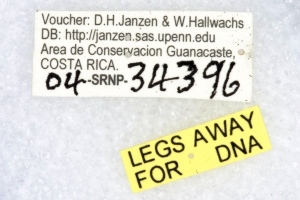 Voucher: D.H.Janzen & W.Hallwachs
DB: http://janzen.sas.upenn.edu
Area de Conservacion Guanacaste,
COSTA RICA.
04-SRNP-34396
LEGS AWAY
FOR DNA